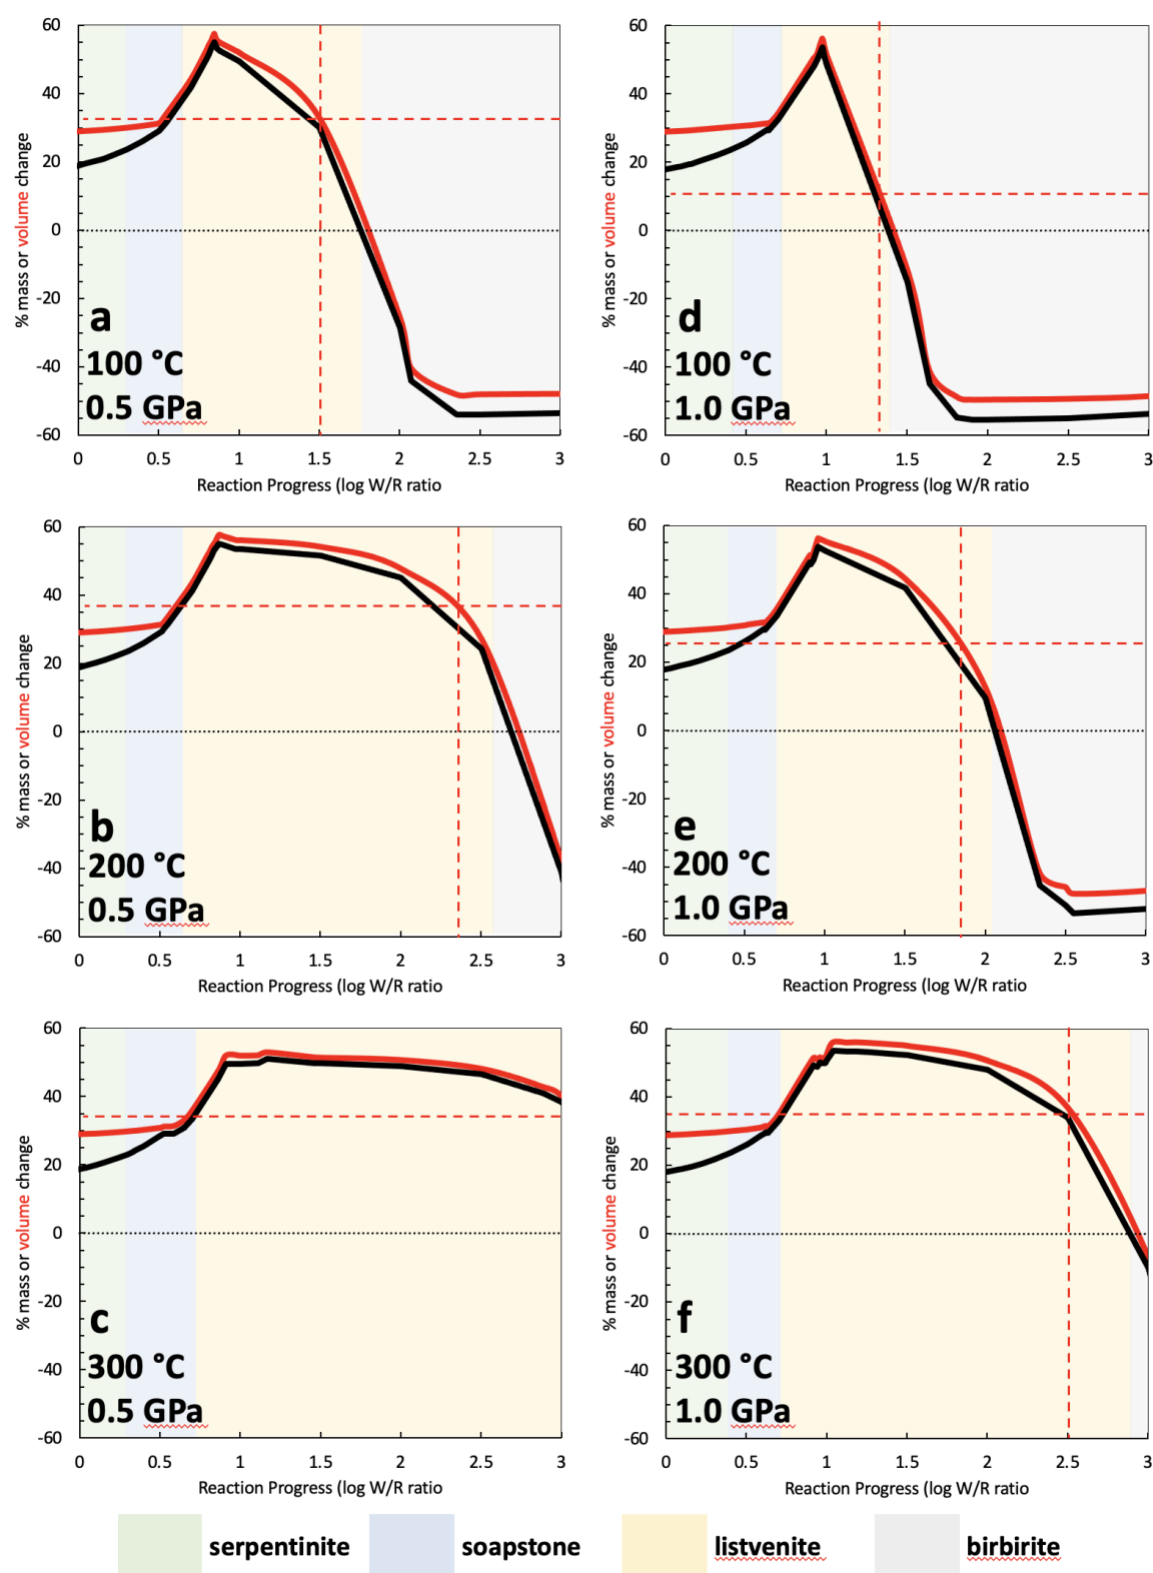 60
40
20
0
-20
-40
-60
% mass or volume change
a
100 °C
0.5 GPa
0 0.5 1 1.5 2 2.5 3
Reaction Progress (log W/R ratio
60
40
20
0
-20
-40
-60
% mass or volume change
d
100 °C
1.0 GPa
0 0.5 1 1.5 2 2.5 3
Reaction Progress (log W/R ratio
60
40
20
0
-20
-40
-60
% mass or volume change
b
200 °C
0.5 GPa
0 0.5 1 1.5 2 2.5 3
Reaction Progress (log W/R ratio
60
40
20
0
-20
-40
-60
% mass or volume change
e
200 °C
1.0 GPa
0 0.5 1 1.5 2 2.5 3
Reaction Progress (log W/R ratio
60
40
20
0
-20
-40
-60
% mass or volume change
c
300 °C
0.5 GPa
0 0.5 1 1.5 2 2.5 3
Reaction Progress (log W/R ratio
60
40
20
0
-20
-40
-60
% mass or volume change
f
300 °C
1.0 GPa
0 0.5 1 1.5 2 2.5 3
Reaction Progress (log W/R ratio
serpentinite soapstone listvenite birbirite